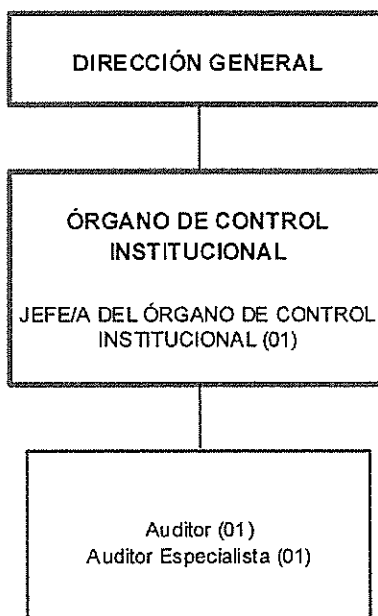 DIRECCIÓN GENERAL
ÓRGANO DE CONTROL
INSTITUCIONAL
JEFE/A DEL ÓRGANO DE CONTROL
INSTITUCIONAL (01)
Auditor (01)
Auditor Especialista (01)